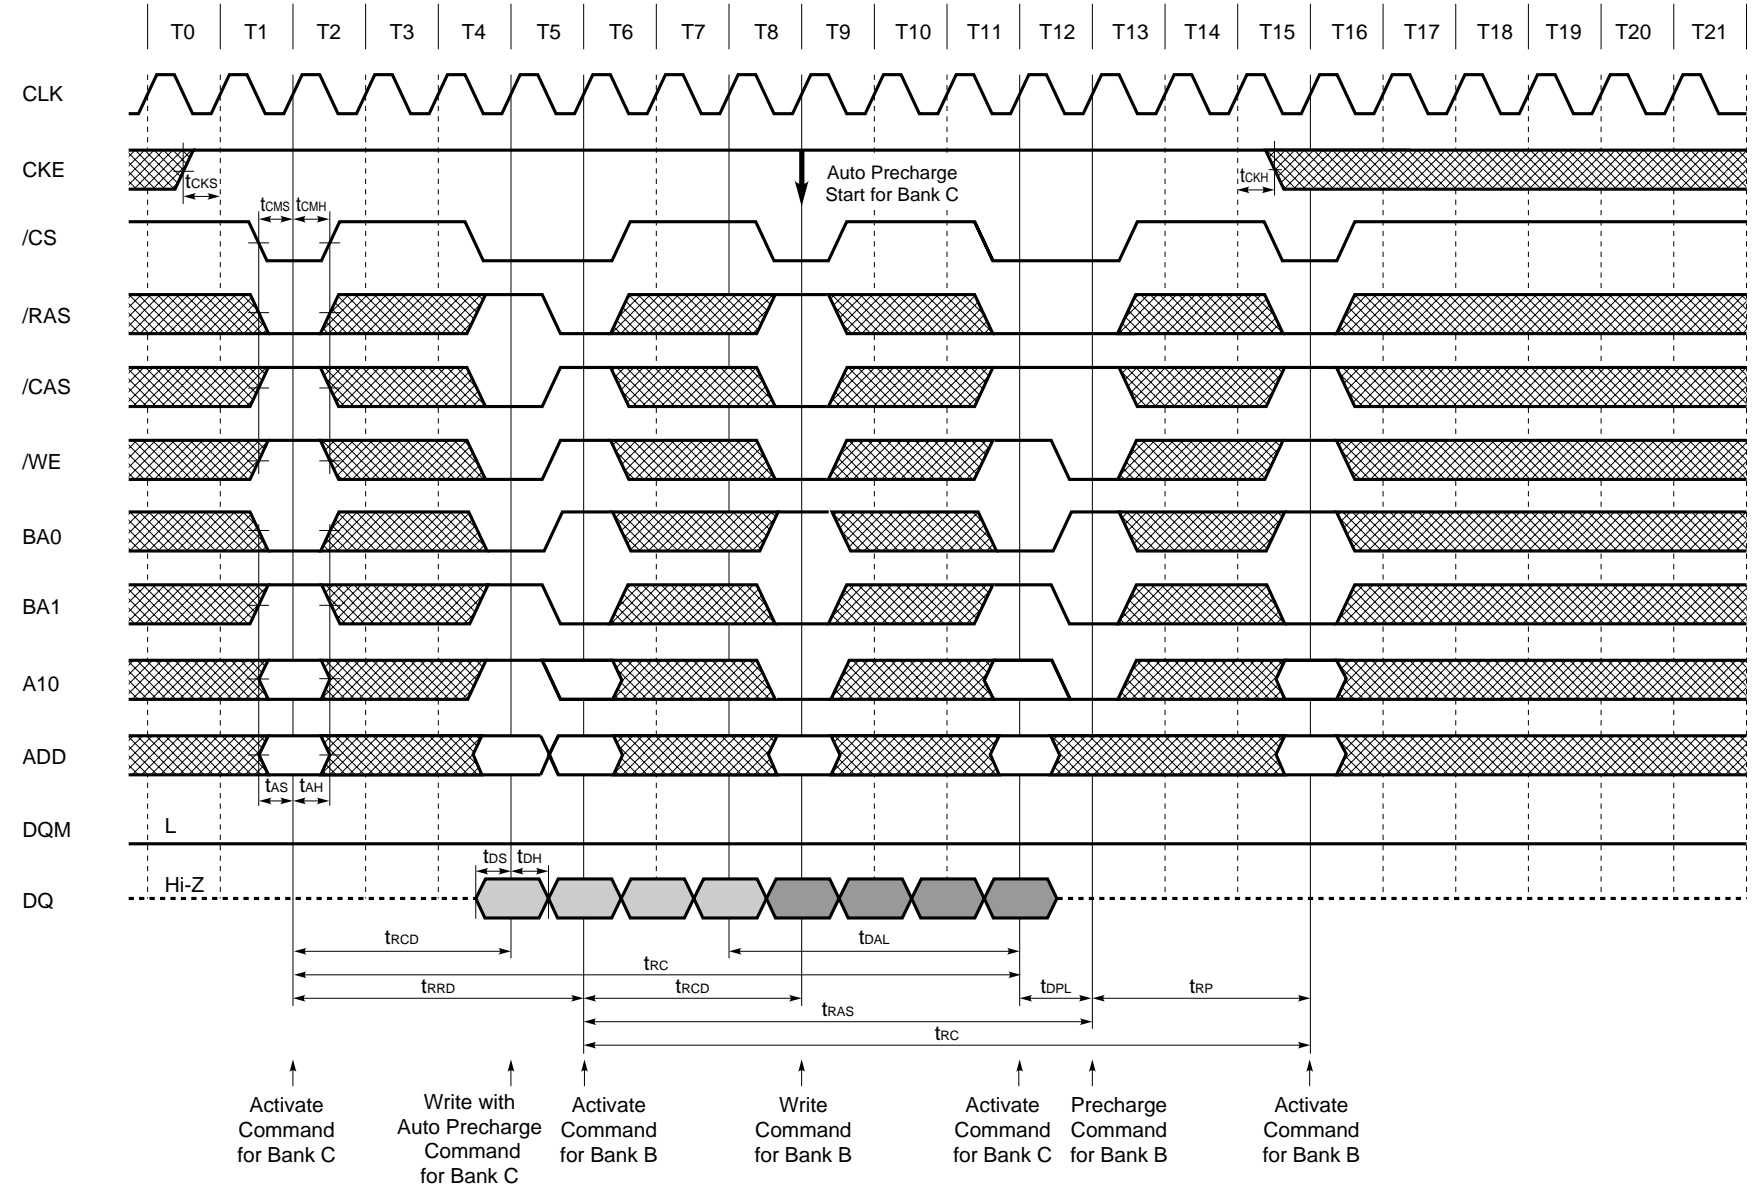 T0 T1 T2 T3 T4 T5 T6 T7 T8 T9 T10 T11 T12 T13 T14 T15 T16 T17 T18 T19 T20 T21
CLK
CKE
tCKS
Auto Precharge
Start for Bank C
tCKH
tCMS tCMH
/CS
/RAS
/CAS
/WE
BA0
BA1
A10
ADD
tAS tAH
DQM
L
tDS tDH
Hi-Z
DQ
tRCD tDAL
tRC
tRRD tRCD tDPL tRP
tRAS
tRC
Activate
Command
for Bank C
Write with
Auto Precharge
Command
for Bank C
Activate
Command
for Bank B
Write
Command
for Bank B
Activate
Command
for Bank C
Precharge
Command
for Bank B
Activate
Command
for Bank B